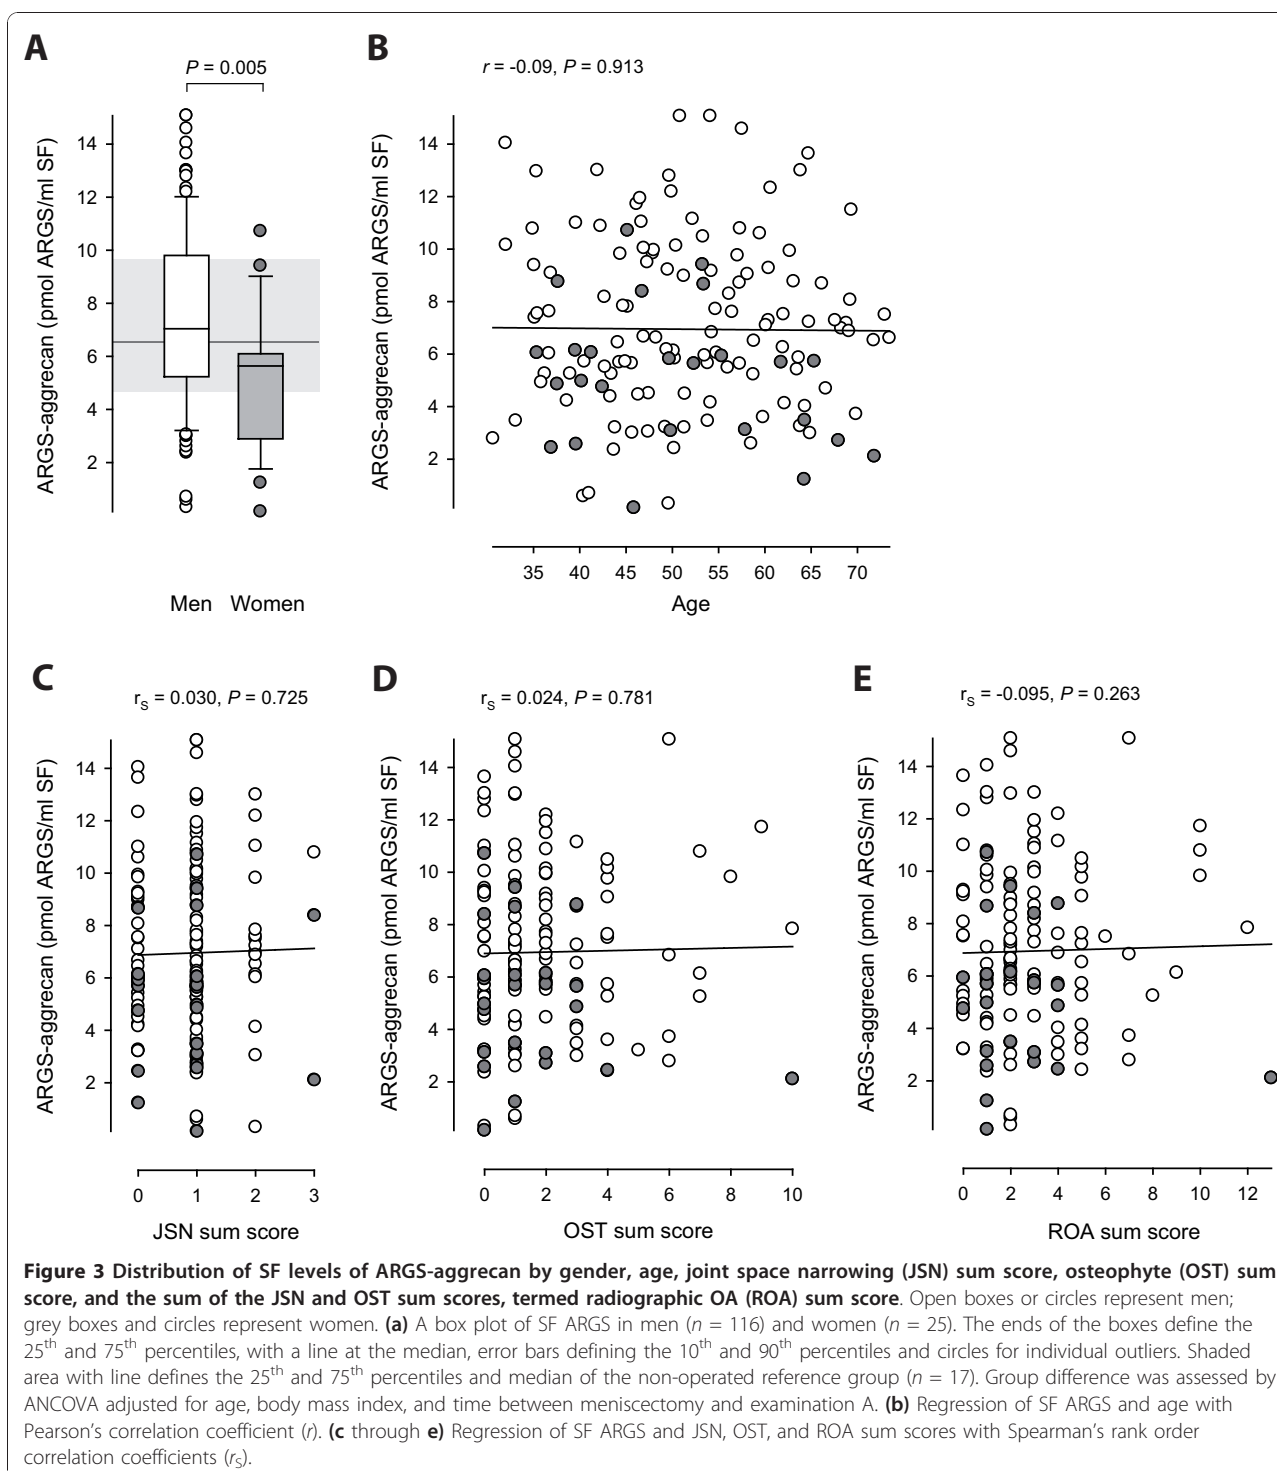 A
P = 0.005
ARGS-aggrecan (pmol ARGS/ml SF)
14
12
10
8
6
4
2
Men Women
B
r = -0.09, P = 0.913
ARGS-aggrecan (pmol ARGS/ml SF)
14
12
10
8
6
4
2
35 40 45 50 55 60 65 70
Age
C
rS = 0.030, P = 0.725
ARGS-aggrecan (pmol ARGS/ml SF)
14
12
10
8
6
4
2
0 1 2 3
JSN sum score
D
rS = 0.024, P = 0.781
ARGS-aggrecan (pmol ARGS/ml SF)
14
12
10
8
6
4
2
0 2 4 6 8 10
OST sum score
E
rS = -0.095, P = 0.263
ARGS-aggrecan (pmol ARGS/ml SF)
14
12
10
8
6
4
2
0 2 4 6 8 10 12
ROA sum score
Figure 3 Distribution of SF levels of ARGS-aggrecan by gender, age, joint space narrowing (JSN) sum score, osteophyte (OST) sum
score, and the sum of the JSN and OST sum scores, termed radiographic OA (ROA) sum score. Open boxes or circles represent men;
grey boxes and circles represent women. (a) A box plot of SF ARGS in men (n = 116) and women (n = 25). The ends of the boxes define the
25th and 75th percentiles, with a line at the median, error bars defining the 10th and 90th percentiles and circles for individual outliers. Shaded
area with line defines the 25th and 75th percentiles and median of the non-operated reference group (n = 17). Group difference was assessed by
ANCOVA adjusted for age, body mass index, and time between meniscectomy and examination A. (b) Regression of SF ARGS and age with
Pearson's correlation coefficient (r). (c through e) Regression of SF ARGS and JSN, OST, and ROA sum scores with Spearman's rank order
correlation coefficients (rS).